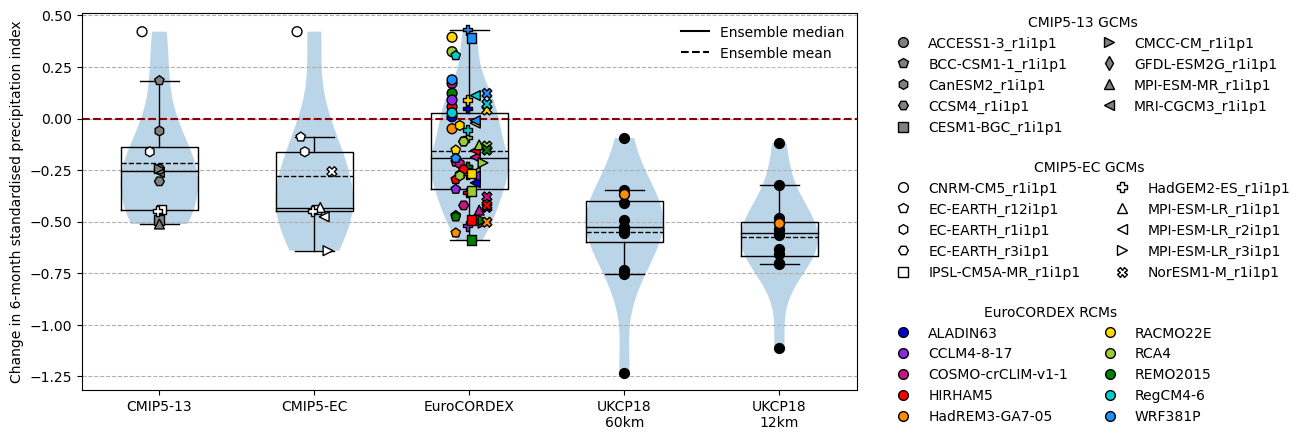 Change in 6-month standardised precipitation index
0.50
0.25
0.00
−0.25
−0.50
−0.75
−1.00
−1.25
Ensemble median
Ensemble mean
CMIP5-13
CMIP5-EC
EuroCORDEX
UKCP18
60km
UKCP18
12km
CMIP5-13 GCMs
ACCESS1-3_r1i1p1
BCC-CSM1-1_r1i1p1
CanESM2_r1i1p1
CCSM4_r1i1p1
CESM1-BGC_r1i1p1
CMCC-CM_r1i1p1
GFDL-ESM2G_r1i1p1
MPI-ESM-MR_r1i1p1
MRI-CGCM3_r1i1p1
CMIP5-EC GCMs
CNRM-CM5_r1i1p1
EC-EARTH_r12i1p1
EC-EARTH_r1i1p1
EC-EARTH_r3i1p1
IPSL-CM5A-MR_r1i1p1
HadGEM2-ES_r1i1p1
MPI-ESM-LR_r1i1p1
MPI-ESM-LR_r2i1p1
MPI-ESM-LR_r3i1p1
NorESM1-M_r1i1p1
EuroCORDEX RCMs
ALADIN63
CCLM4-8-17
COSMO-crCLIM-v1-1
HIRHAM5
HadREM3-GA7-05
RACMO22E
RCA4
REMO2015
RegCM4-6
WRF381P